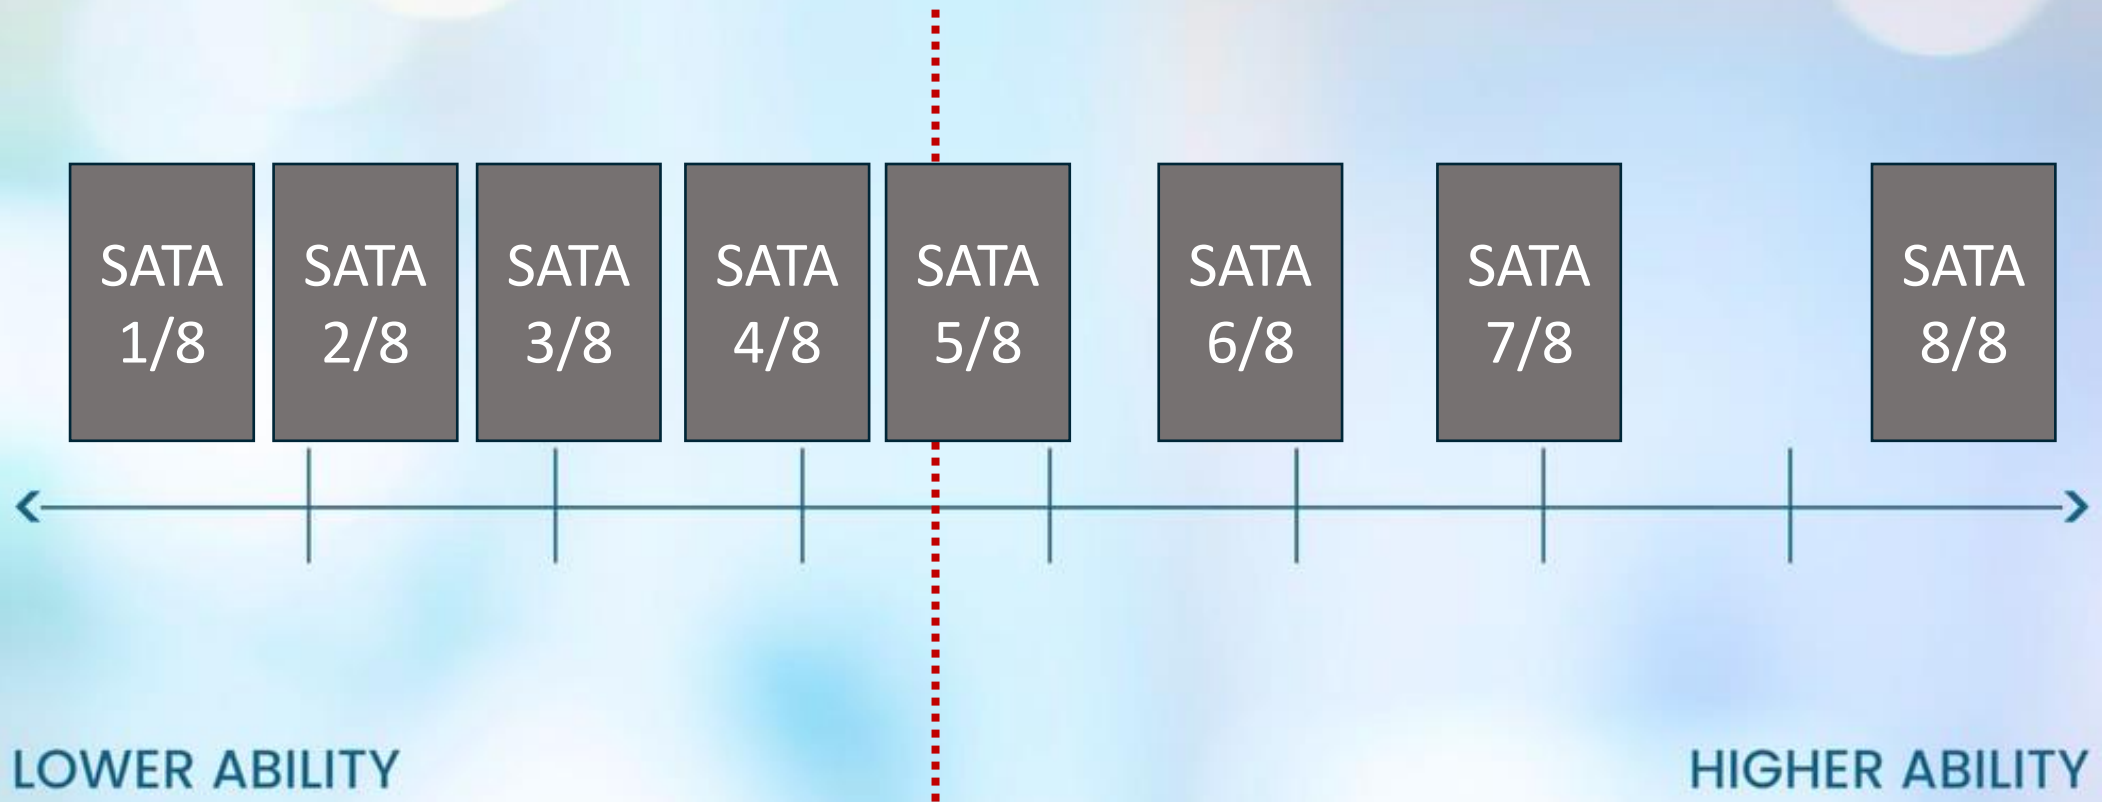 SATA
1/8
SATA
2/8
SATA
3/8
SATA
4/8
SATA
5/8
SATA
6/8
SATA
7/8
SATA
8/8
LOWER ABILITY
HIGHER ABILITY